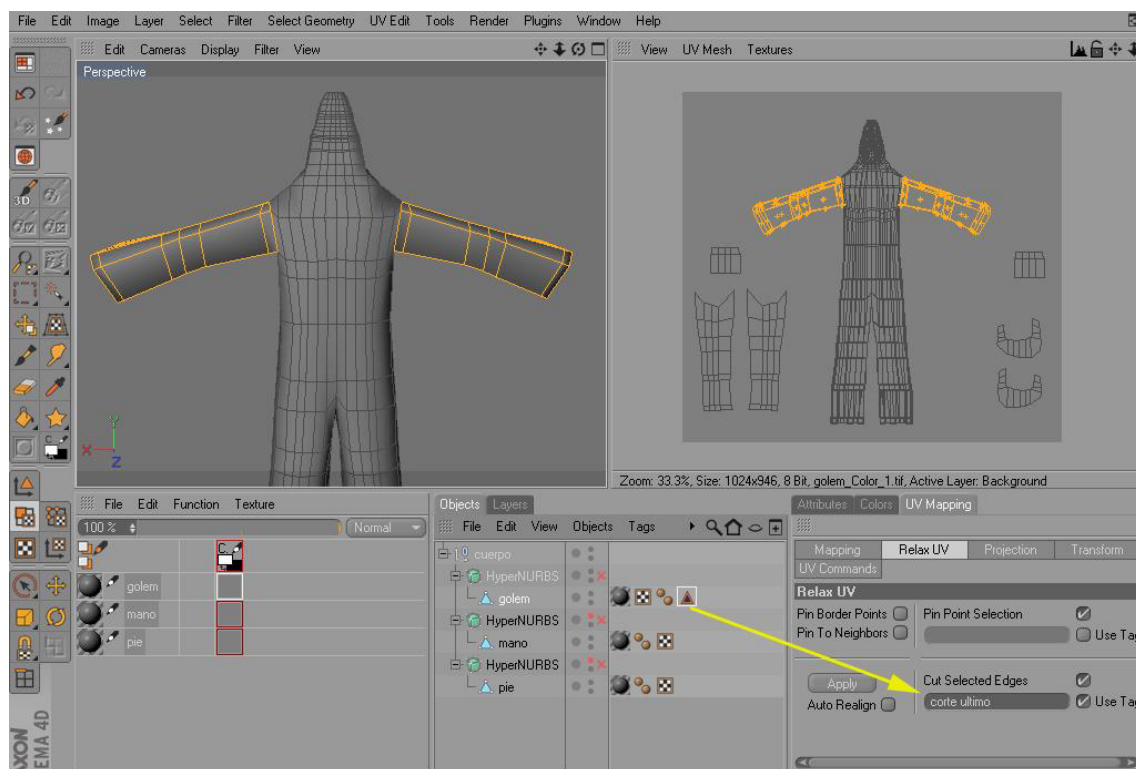 File Edit Image Layer Select Filter Select Geometry UV Edit Tools Render Plugins Window Help
Edit Cameras Display Filter View
View UV Mesh Textures
Perspective
3D
Y
X
Z
Zoom: 33.3%, Size: 1024x946, 8 Bit, golem_Color_1.tif, Active Layer: Background
File Edit Function Texture
100 % Normal
C..
golem
mano
pie
Objects Layers
File Edit View Objects Tags
cuerpo
HyperNURBS
golem
HyperNURBS
mano
HyperNURBS
pie
Attributes Colors UV Mapping
Mapping Relax UV Projection Transform
UV Commands
Relax UV
Pin Border Points Pin Point Selection
Pin To Neighbors Use Tag
Apply Cut Selected Edges
Auto Realign corte ultimo Use Tag
AXON
EMA 4D